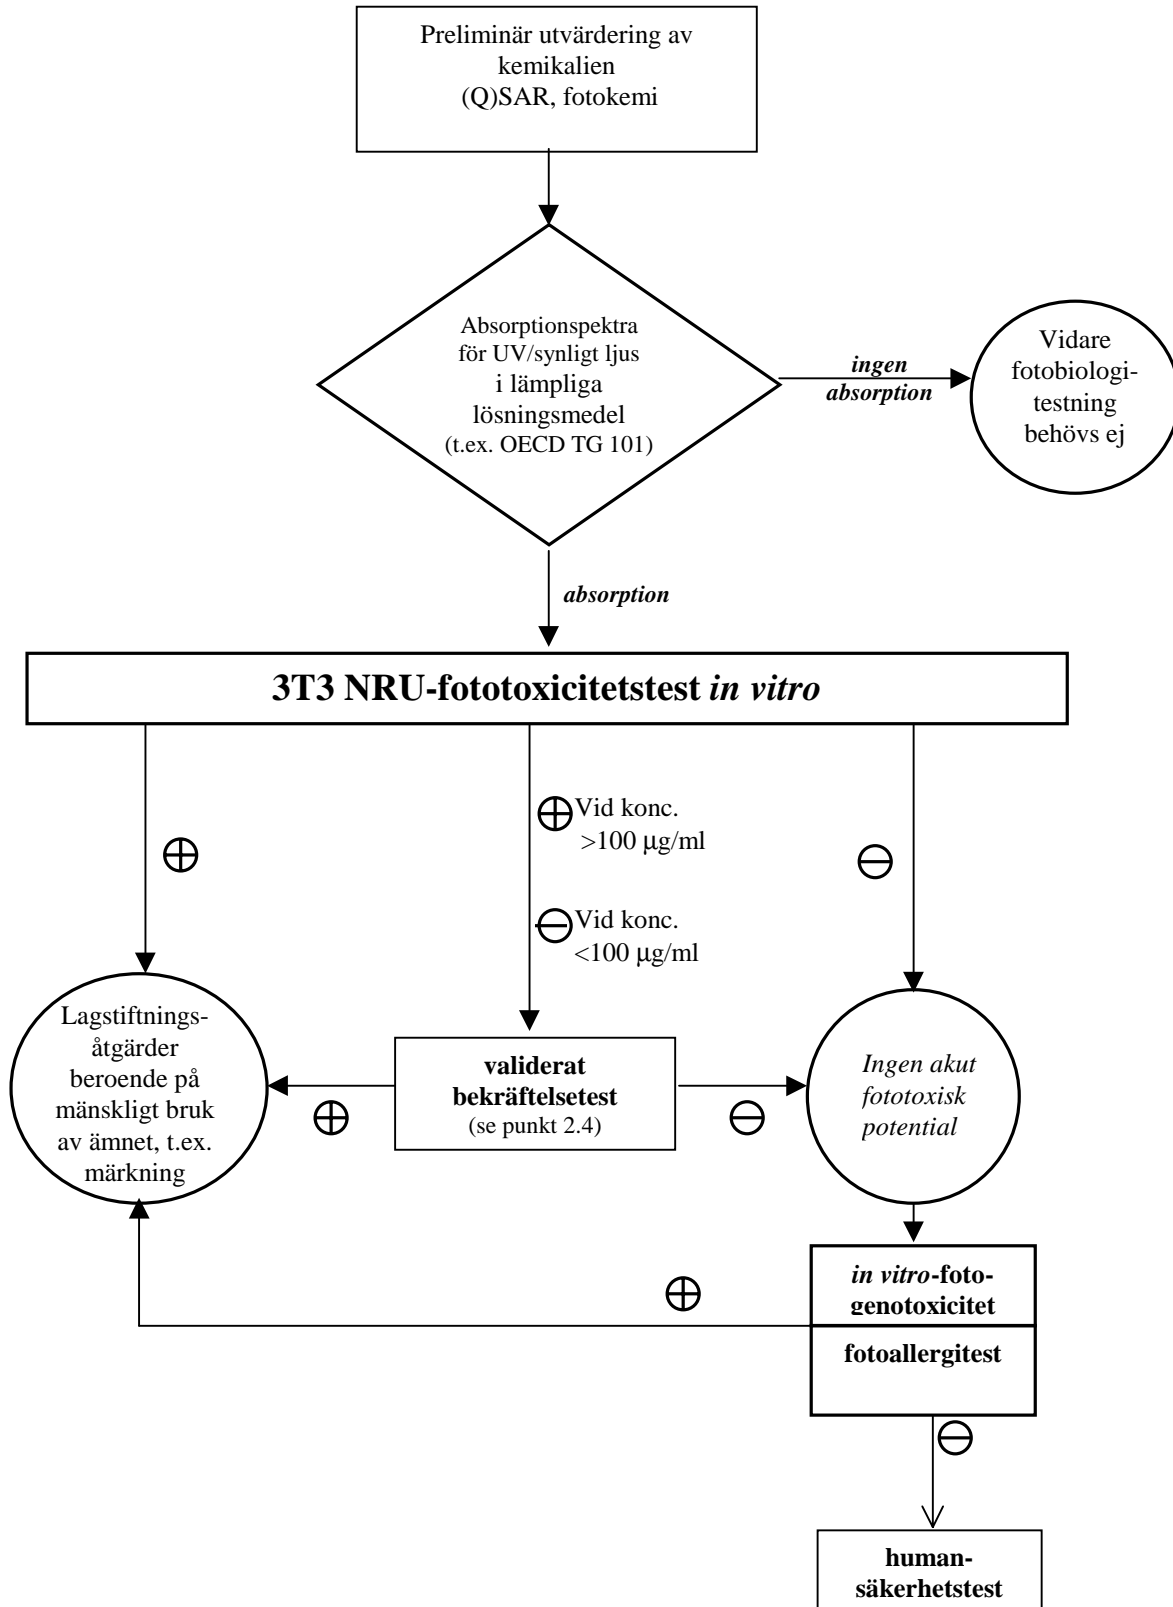 Preliminär utvärdering av
kemikalien
(Q)SAR, fotokemi
Absorptionspektra
för UV/synligt ljus
i lämpliga
lösningsmedel
(t.ex. OECD TG 101)
ingen
absorption
Vidare
fotobiologi-
testning
behövs ej
absorption
3T3 NRU-fototoxicitetstest in vitro
Vid konc.
>100 µg/ml
Vid konc.
<100 µg/ml
Lagstiftnings-
åtgärder
beroende på
mänskligt bruk
av ämnet, t.ex.
märkning
validerat
bekräftelsetest
(se punkt 2.4)
Ingen akut
fototoxisk
potential
in vitro-foto-
genotoxicitet
fotoallergitest
human-
säkerhetstest